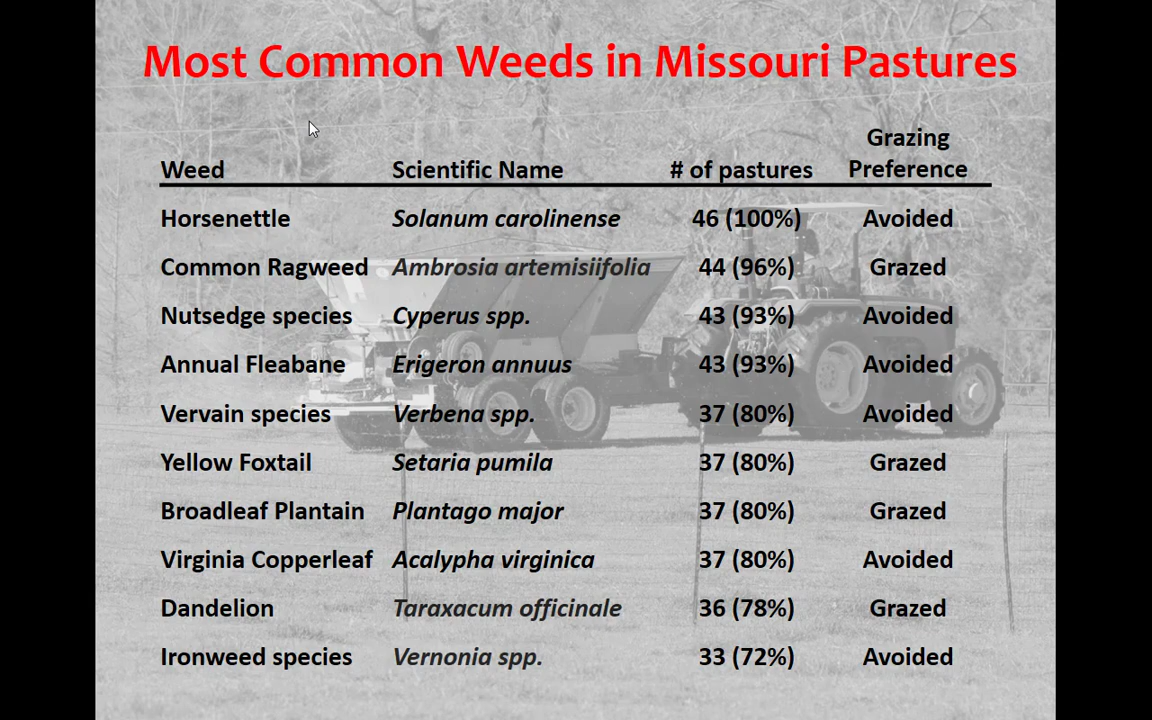 Most Common Weeds in Missouri Pastures
Weed Scientific Name # of pastures Grazing Preference
Horsenettle Solanum carolinense 46 (100%) Avoided
Common Ragweed Ambrosia artemisiifolia 44 (96%) Grazed
Nutsedge species Cyperus spp. 43 (93%) Avoided
Annual Fleabane Erigeron annuus 43 (93%) Avoided
Vervain species Verbena spp. 37 (80%) Avoided
Yellow Foxtail Setaria pumila 37 (80%) Grazed
Broadleaf Plantain Plantago major 37 (80%) Grazed
Virginia Copperleaf Acalypha virginica 37 (80%) Avoided
Dandelion Taraxacum officinale 36 (78%) Grazed
Ironweed species Vernonia spp. 33 (72%) Avoided